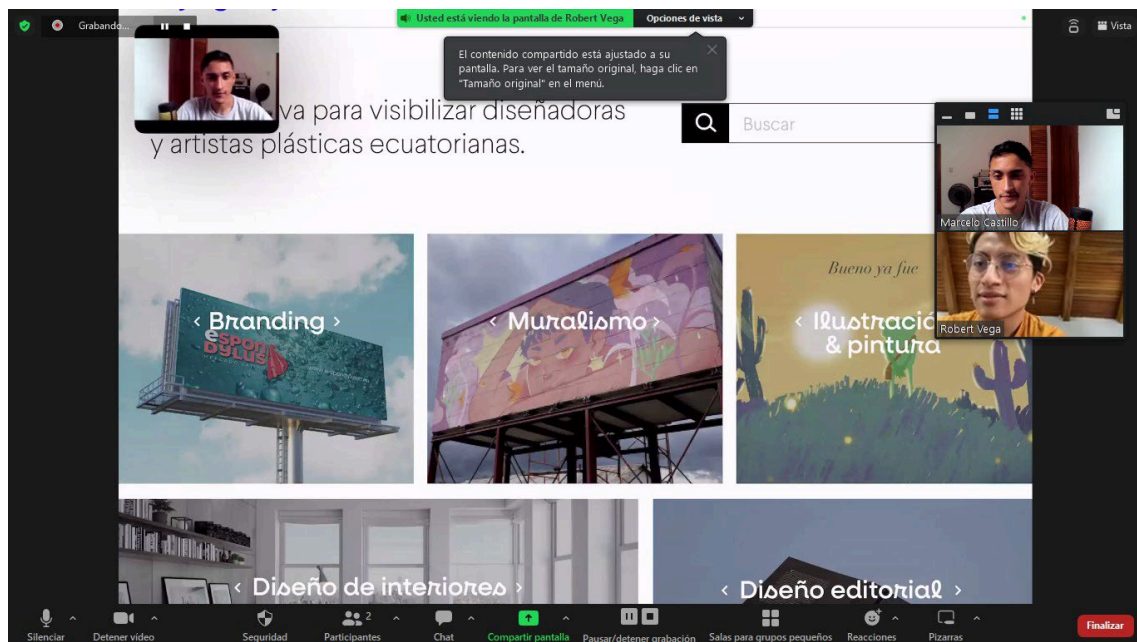 Grabando...
Usted está viendo la pantalla de Robert Vega
Opciones de vista
Vista
El contenido compartido está ajustado a su
pantalla. Para ver el tamaño original, haga clic en
"Tamaño original" en el menú.
va para visibilizar diseñadoras
y artistas plásticas ecuatorianas.
Buscar
Marcelo Castillo
Robert Vega
Bueno ya fue
< Branding >
< Muralismo >
< Ilustració
& pintura
esPON
DYLUS
< Diseño de interiores >
< Diseño editorial >
Silenciar
Detener video
Seguridad
Participantes
2
Chat
Compartir pantalla
Pausar/detener grabación
Salas para grupos pequeños
Reacciones
Pizarras
Finalizar